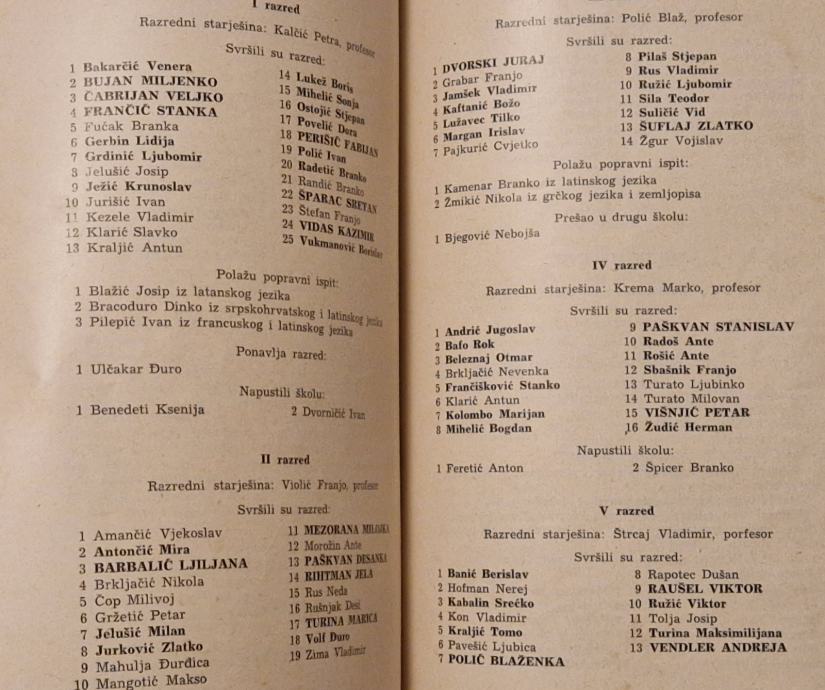 I razred
Razredni starješina: Kalčić Petra, profesor
Svršili su razred:
1 Bakarčić Venera
2 BUJAN MILJENKO
3 ČABRIJAN VELJKO
4 FRANČIĆ STANKA
5 Fućak Branka
6 Gerbin Lidija
7 Grdinić Ljubomir
8 Jelušić Josip
9 Ježić Krunoslav
10 Jurišić Ivan
11 Kezele Vladimir
12 Klarić Slavko
13 Kraljić Antun
14 Lukež Boris
15 Mihelić Sonja
16 Ostojić Stjepan
17 Povelić Dora
18 PERIŠIĆ FABIJAN
19 Polić Ivan
20 Radetić Branko
21 Randić Branko
22 ŠPARAC SRETAN
23 Štefan Franjo
24 VIDAS KAZIMIR
25 Vukmanović Borislav
Polažu popravni ispit:
1 Blažić Josip iz latanskog jezika
2 Bracoduro Dinko iz srpskohrvatskog i latinskog jezika
3 Pilepić Ivan iz francuskog i latinskog jezika
Ponavlja razred:
1 Ulčakar Đuro
Napustili školu:
1 Benedeti Ksenija 2 Dvorničić Ivan
II razred
Razredni starješina: Violić Franjo, profesor
Svršili su razred:
1 Amančić Vjekoslav
2 Antončić Mira
3 BARBALIĆ LJILJANA
4 Brkljačić Nikola
5 Čop Milivoj
6 Gržetić Petar
7 Jelušić Milan
8 Jurković Zlatko
9 Mahulja Đurđica
10 Mangotić Makso
11 MEZORANA MILOJKA
12 Morožin Ante
13 PAŠKVAN DESANKA
14 RIHTMAN JELA
15 Rus Neda
16 Rušnjak Desi
17 TURINA MARICA
18 Volf Đuro
19 Zima Vladimir
Razredni starješina: Polić Blaž, profesor
Svršili su razred:
1 DVORSKI JURAJ
2 Grabar Franjo
3 Jamšek Vladimir
4 Kaftanić Božo
5 Lužavec Tilko
6 Margan Irislav
7 Pajkurić Cvjetko
8 Pilaš Stjepan
9 Rus Vladimir
10 Ružić Ljubomir
11 Sila Teodor
12 Suličić Vid
13 ŠUFLAJ ZLATKO
14 Žgur Vojislav
Polažu popravni ispit:
1 Kamenar Branko iz latinskog jezika
2 Žmikić Nikola iz grčkog jezika i zemljopisa
Prešao u drugu školu:
1 Bjegović Nebojša
IV razred
Razredni starješina: Krema Marko, profesor
Svršili su razred:
1 Andrić Jugoslav
2 Bafo Rok
3 Beleznaj Otmar
4 Brkljačić Nevenka
5 Frančišković Stanko
6 Klarić Antun
7 Kolombo Marijan
8 Mihelić Bogdan
9 PAŠKVAN STANISLAV
10 Radoš Ante
11 Rošić Ante
12 Sbašnik Franjo
13 Turato Ljubinko
14 Turato Milovan
15 VIŠNJIĆ PETAR
16 Žudić Herman
Napustili školu:
1 Feretić Anton 2 Špicer Branko
V razred
Razredni starješina: Štrcaj Vladimir, porfesor
Svršili su razred:
1 Banić Berislav
2 Hofman Nerej
3 Kabalin Srećko
4 Kon Vladimir
5 Kraljić Tomo
6 Pavešić Ljubica
7 POLIĆ BLAŽENKA
8 Rapotec Dušan
9 RAUŠEL VIKTOR
10 Ružić Viktor
11 Tolja Josip
12 Turina Maksimilijana
13 VENDLER ANDREJA